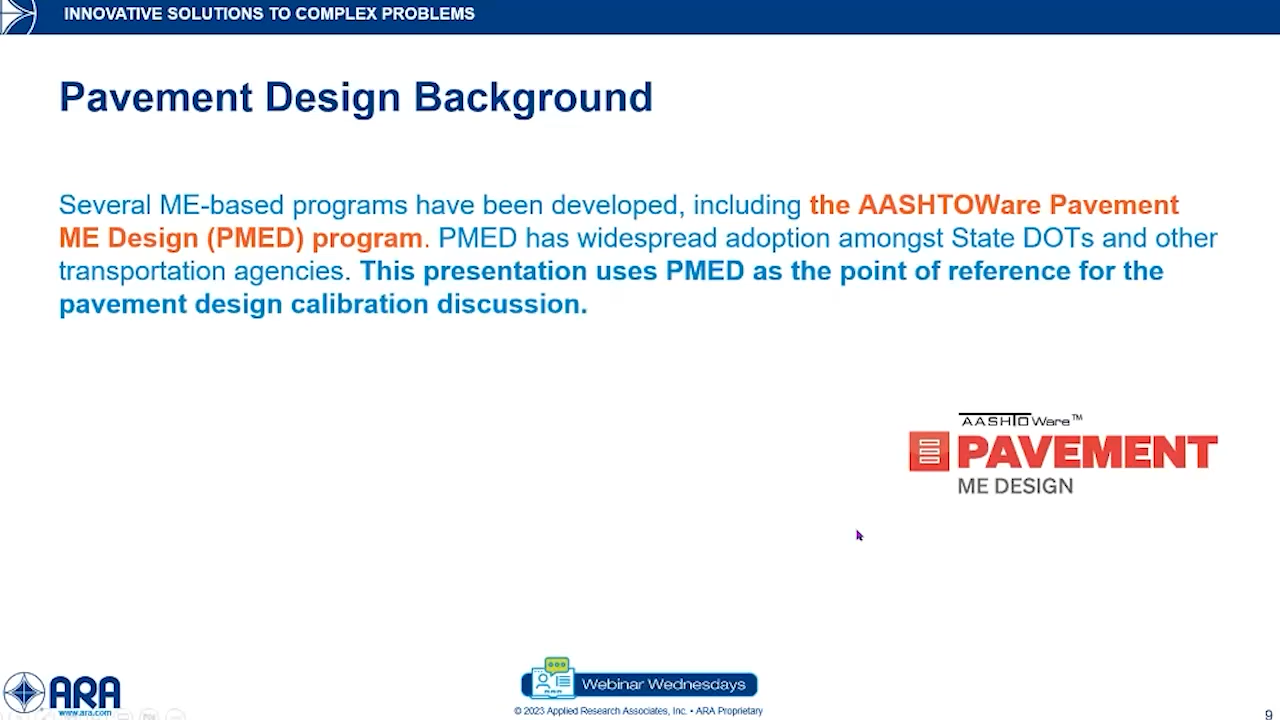 INNOVATIVE SOLUTIONS TO COMPLEX PROBLEMS
Pavement Design Background
Several ME-based programs have been developed, including the AASHTOWare Pavement
ME Design (PMED) program. PMED has widespread adoption amongst State DOTs and other
transportation agencies. This presentation uses PMED as the point of reference for the
pavement design calibration discussion.
AASHTOWare™
PAVEMENT
ME DESIGN
ARA
www.ara.com
Webinar Wednesdays
© 2023 Applied Research Associates, Inc. • ARA Proprietary
9